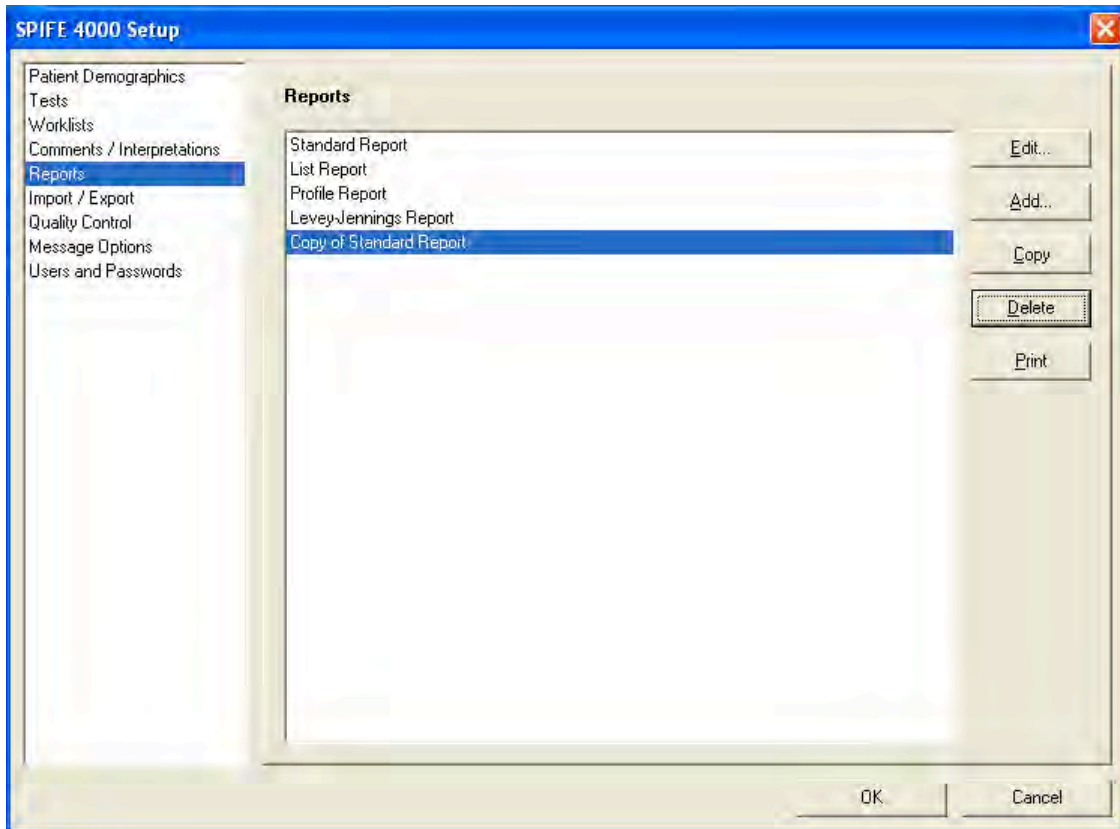 SPIFE 4000 Setup
Patient Demographics
Tests
Worklists
Comments / Interpretations
Reports
Import / Export
Quality Control
Message Options
Users and Passwords
Reports
Standard Report
List Report
Profile Report
Levey-Jennings Report
Copy of Standard Report
Edit...
Add...
Copy
Delete
Print
OK
Cancel